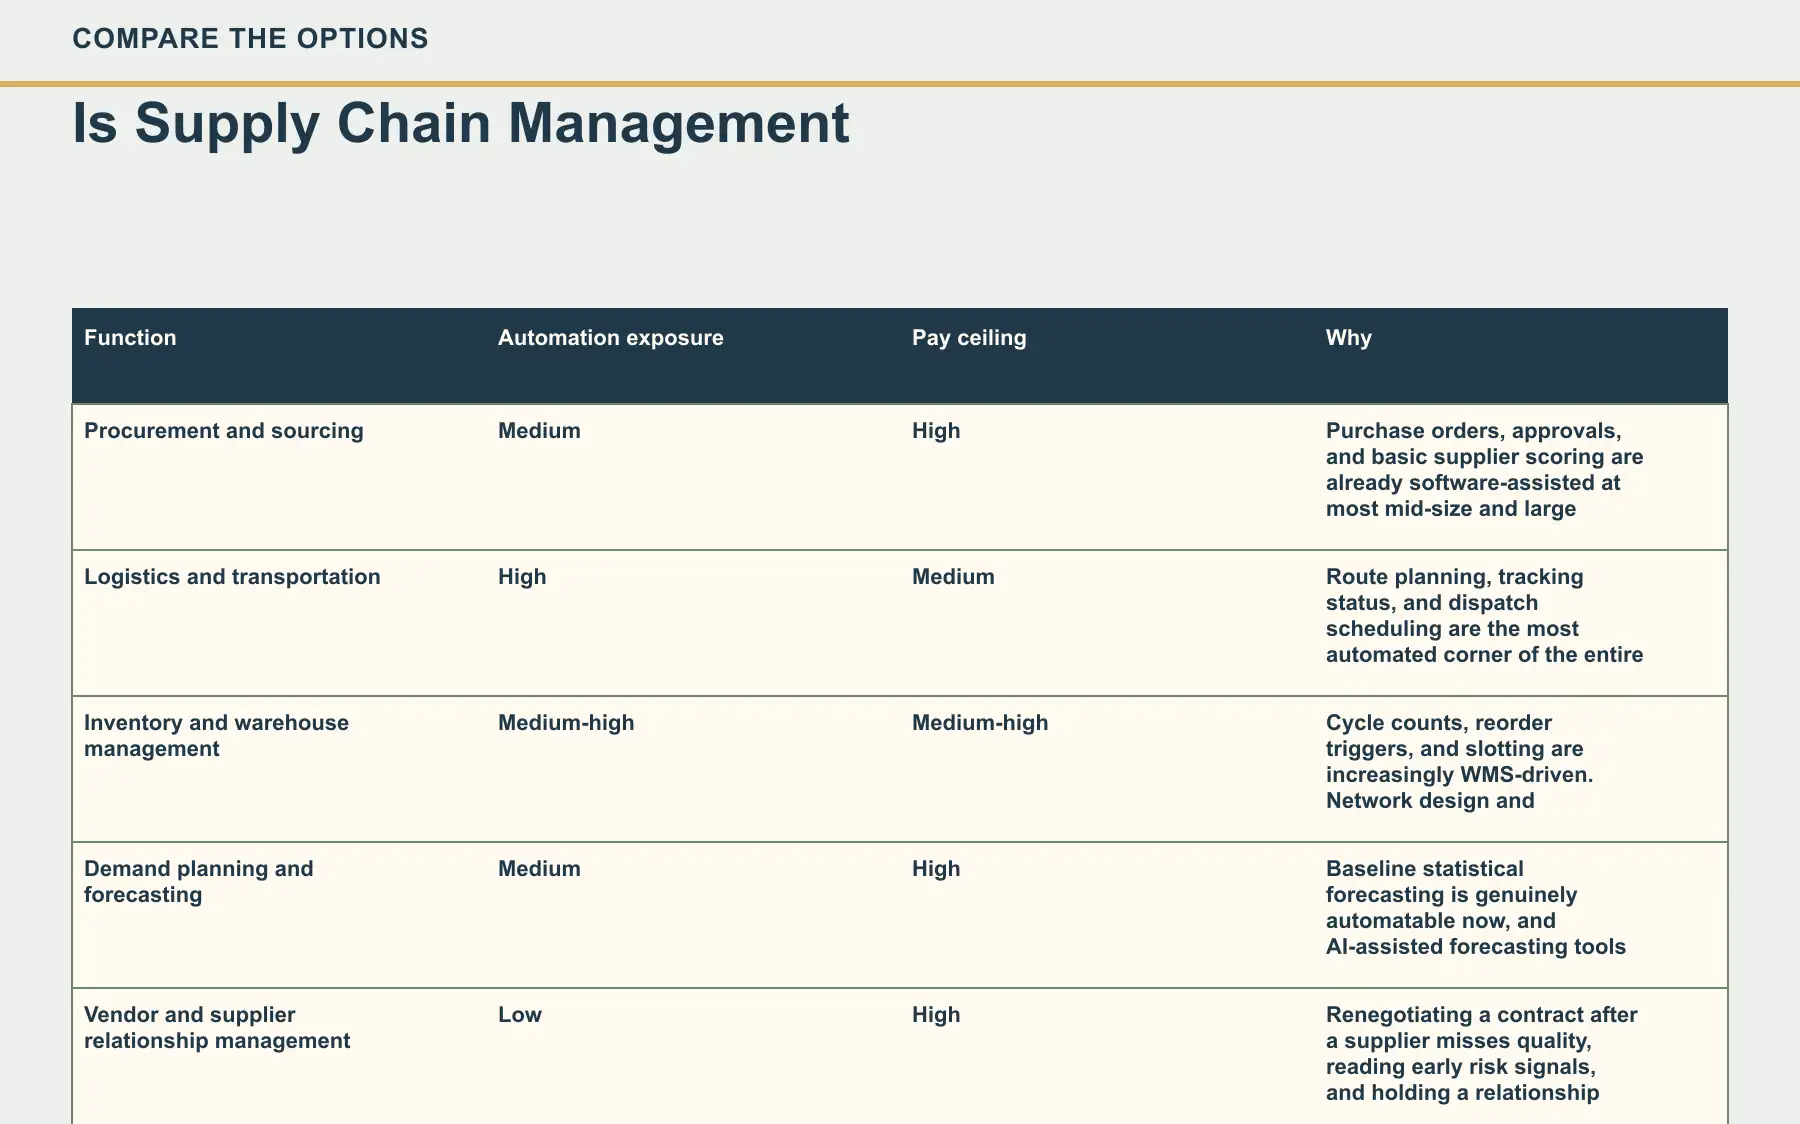 COMPARE THE OPTIONS
Is Supply Chain Management
Function Automation exposure Pay ceiling Why
Procurement and sourcing Medium High Purchase orders, approvals,
and basic supplier scoring are
already software-assisted at
most mid-size and large
Logistics and transportation High Medium Route planning, tracking
status, and dispatch
scheduling are the most
automated corner of the entire
Inventory and warehouse Medium-high Medium-high Cycle counts, reorder
management triggers, and slotting are
increasingly WMS-driven.
Network design and
Demand planning and Medium High Baseline statistical
forecasting forecasting is genuinely
automatable now, and
AI-assisted forecasting tools
Vendor and supplier Low High Renegotiating a contract after
relationship management a supplier misses quality,
reading early risk signals,
and holding a relationship